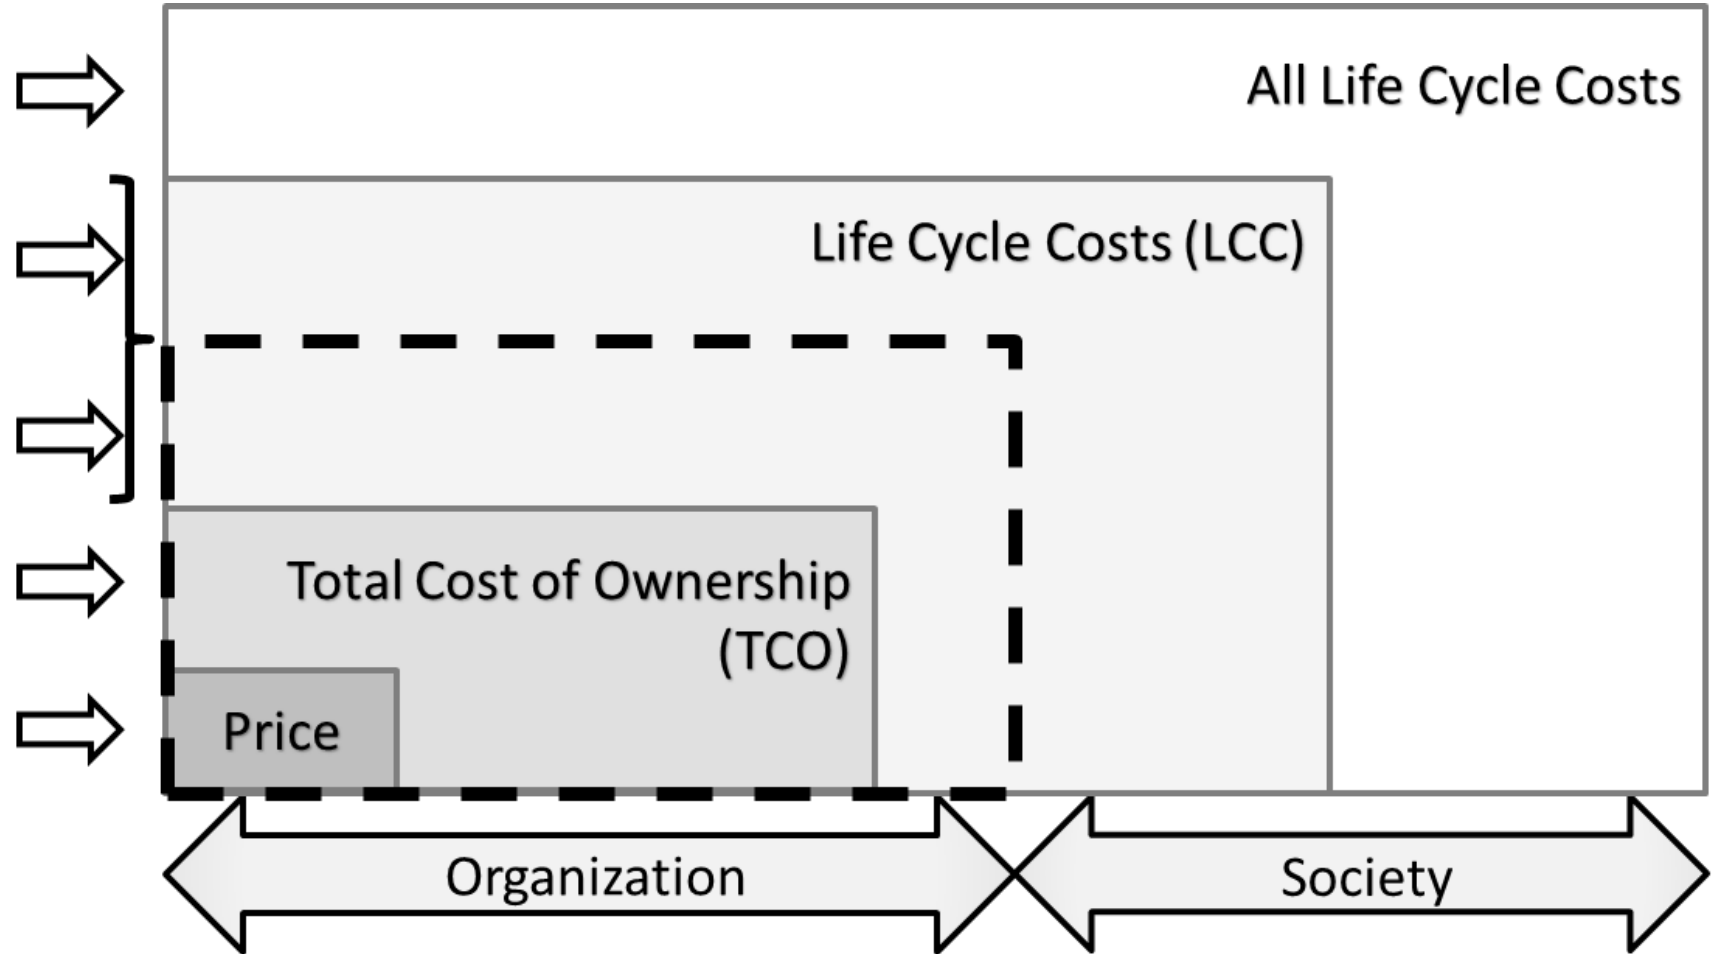 All Life Cycle Costs
Life Cycle Costs (LCC)
Total Cost of Ownership
(TCO)
Price
Organization
Society